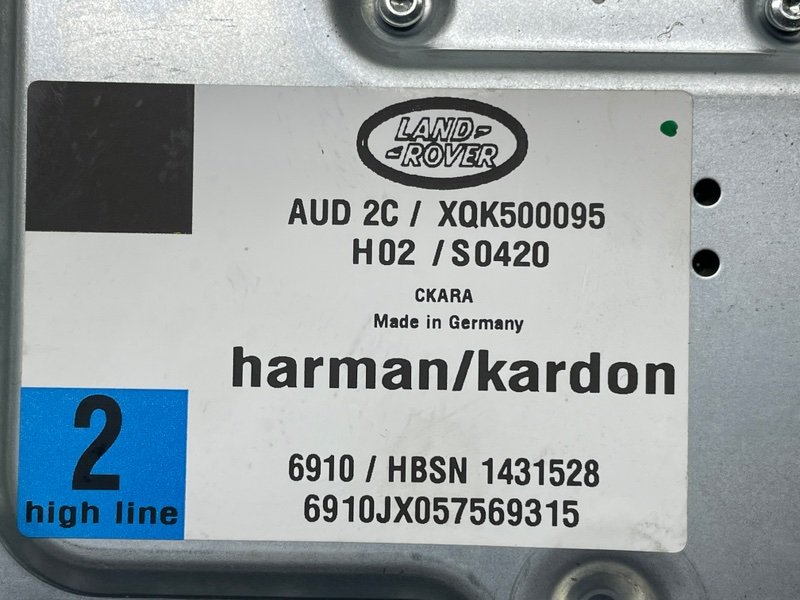 LAND-
-ROVER
AUD 2C / XQK500095
H02 / S0420
CKARA
Made in Germany
harman/kardon
2
high line
6910 / HBSN 1431528
6910JX057569315